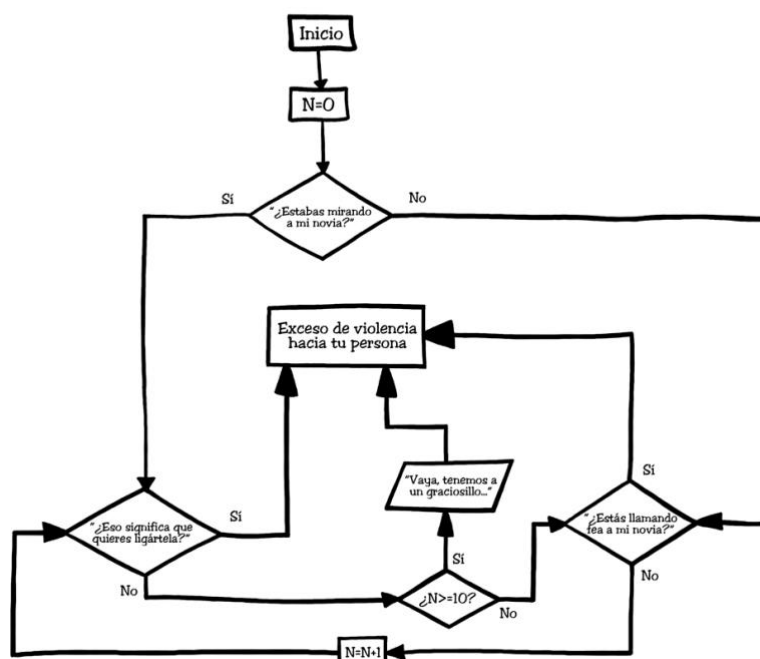 Inicio
N=0
"¿Estabas mirando
a mi novia?"
Sí
No
Exceso de violencia
hacia tu persona
"Vaya, tenemos a
un graciosillo..."
"¿Eso significa que
quieres ligártela?"
Sí
No
¿N>=10?
Sí
No
"¿Estás llamando
fea a mi novia?"
Sí
No
N=N+1